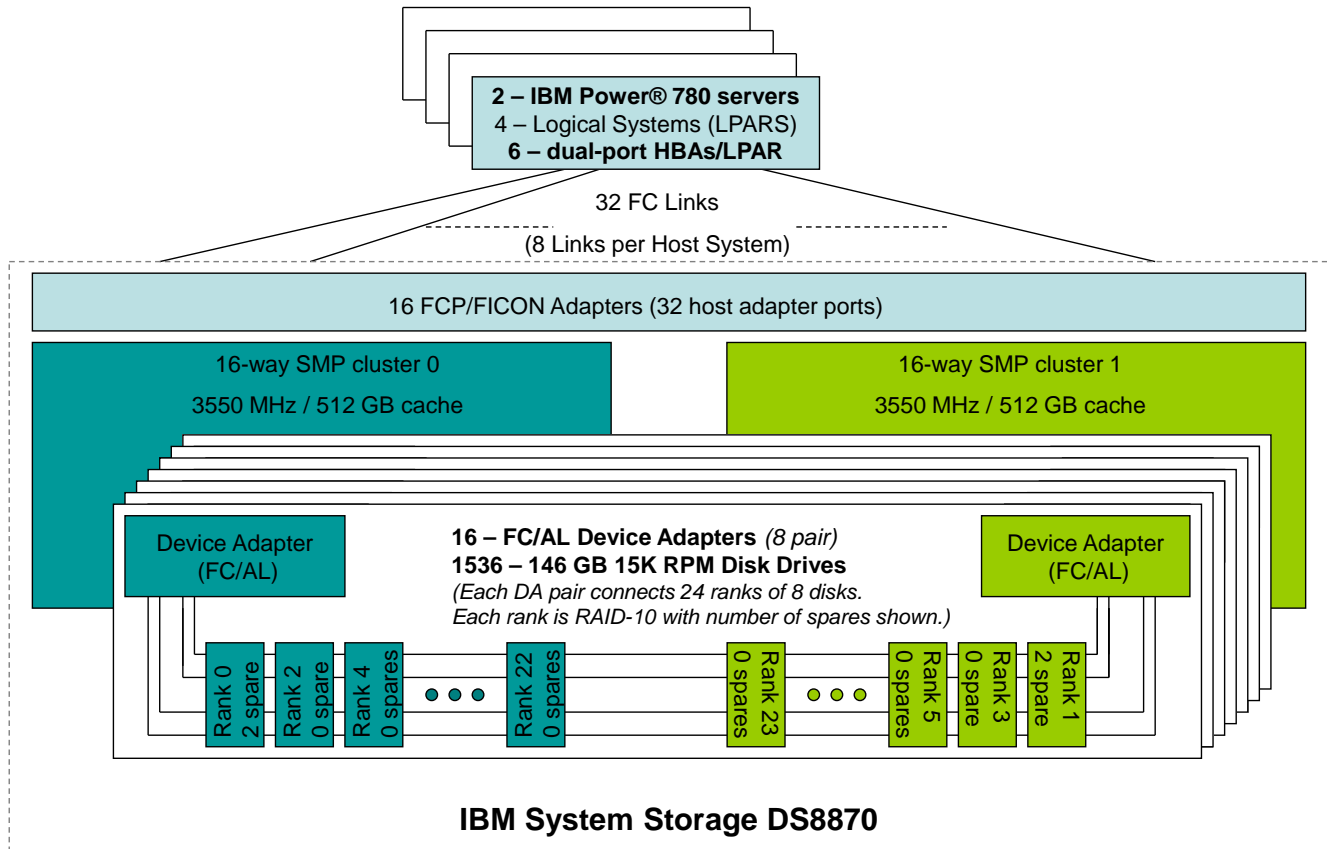 2 – IBM Power® 780 servers
4 – Logical Systems (LPARS)
6 – dual-port HBAs/LPAR
32 FC Links
(8 Links per Host System)
16 FCP/FICON Adapters (32 host adapter ports)
16-way SMP cluster 0
3550 MHz / 512 GB cache
16-way SMP cluster 1
3550 MHz / 512 GB cache
Device Adapter
(FC/AL)
16 – FC/AL Device Adapters (8 pair)
1536 – 146 GB 15K RPM Disk Drives
(Each DA pair connects 24 ranks of 8 disks.
Each rank is RAID-10 with number of spares shown.)
Device Adapter
(FC/AL)
Rank 0
2 spare
Rank 2
0 spare
Rank 4
0 spares
Rank 22
0 spares
Rank 23
0 spares
Rank 5
0 spares
Rank 3
0 spare
Rank 1
2 spare
IBM System Storage DS8870